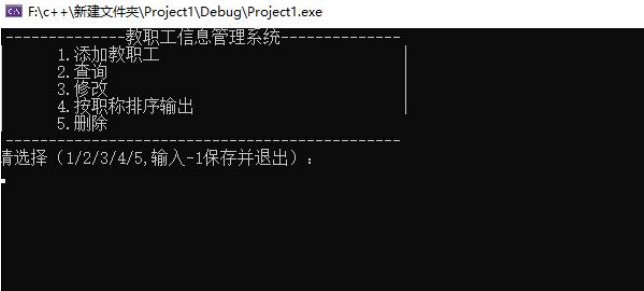 F:\c++\新建文件夹\Project1\Debug\Project1.exe
--------------教职工信息管理系统--------------
1.添加教职工
2.查询
3.修改
4.按职称排序输出
5.删除
----------------------------------------------
请选择（1/2/3/4/5,输入-1保存并退出）：